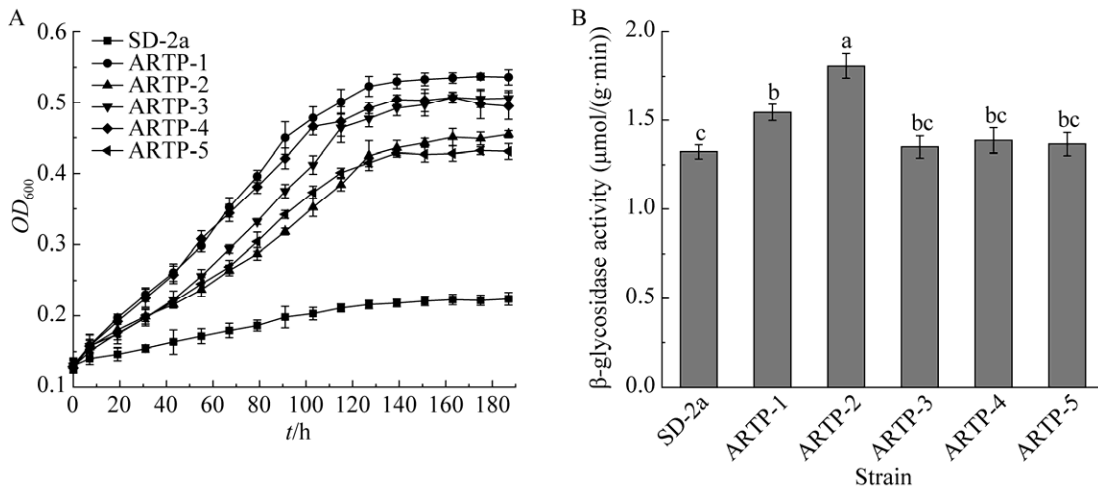 A
0.6
0.5
0.4
0.3
0.2
0.1
OD600
SD-2a
ARTP-1
ARTP-2
ARTP-3
ARTP-4
ARTP-5
0 20 40 60 80 100 120 140 160 180
t/h
B
2.0
1.5
1.0
0.5
0.0
β-glycosidase activity (μmol/(g·min))
c
b
a
bc
bc
bc
SD-2a
ARTP-1
ARTP-2
ARTP-3
ARTP-4
ARTP-5
Strain